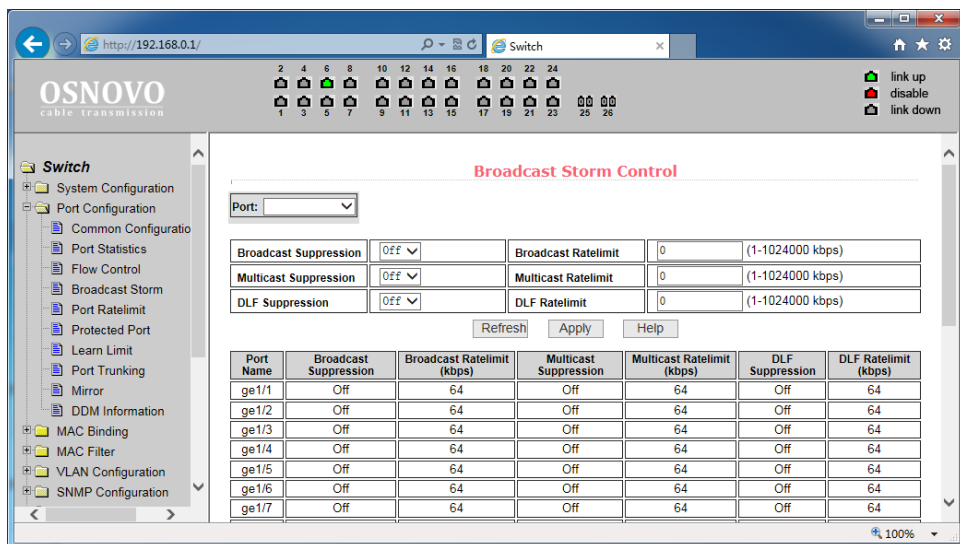 http://192.168.0.1/
Switch
OSNOVO
cable transmission
2 4 6 8 10 12 14 16 18 20 22 24
1 3 5 7 9 11 13 15 17 19 21 23 25 26
link up
disable
link down
Switch
System Configuration
Port Configuration
Common Configuratio
Port Statistics
Flow Control
Broadcast Storm
Port Ratelimit
Protected Port
Learn Limit
Port Trunking
Mirror
DDM Information
MAC Binding
MAC Filter
VLAN Configuration
SNMP Configuration
Broadcast Storm Control
Port:
Broadcast Suppression Off Broadcast Ratelimit 0 (1-1024000 kbps)
Multicast Suppression Off Multicast Ratelimit 0 (1-1024000 kbps)
DLF Suppression Off DLF Ratelimit 0 (1-1024000 kbps)
Refresh Apply Help
Port Name Broadcast Suppression Broadcast Ratelimit (kbps) Multicast Suppression Multicast Ratelimit (kbps) DLF Suppression DLF Ratelimit (kbps)
ge1/1 Off 64 Off 64 Off 64
ge1/2 Off 64 Off 64 Off 64
ge1/3 Off 64 Off 64 Off 64
ge1/4 Off 64 Off 64 Off 64
ge1/5 Off 64 Off 64 Off 64
ge1/6 Off 64 Off 64 Off 64
ge1/7 Off 64 Off 64 Off 64
100%